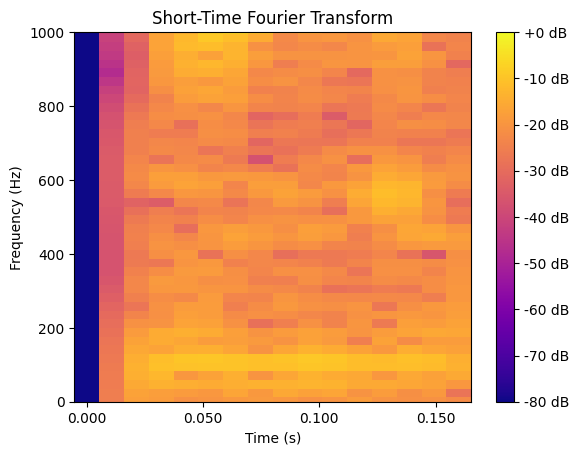 Short-Time Fourier Transform
Frequency (Hz)
1000
800
600
400
200
0
0.000
0.050
0.100
0.150
Time (s)
+0 dB
-10 dB
-20 dB
-30 dB
-40 dB
-50 dB
-60 dB
-70 dB
-80 dB